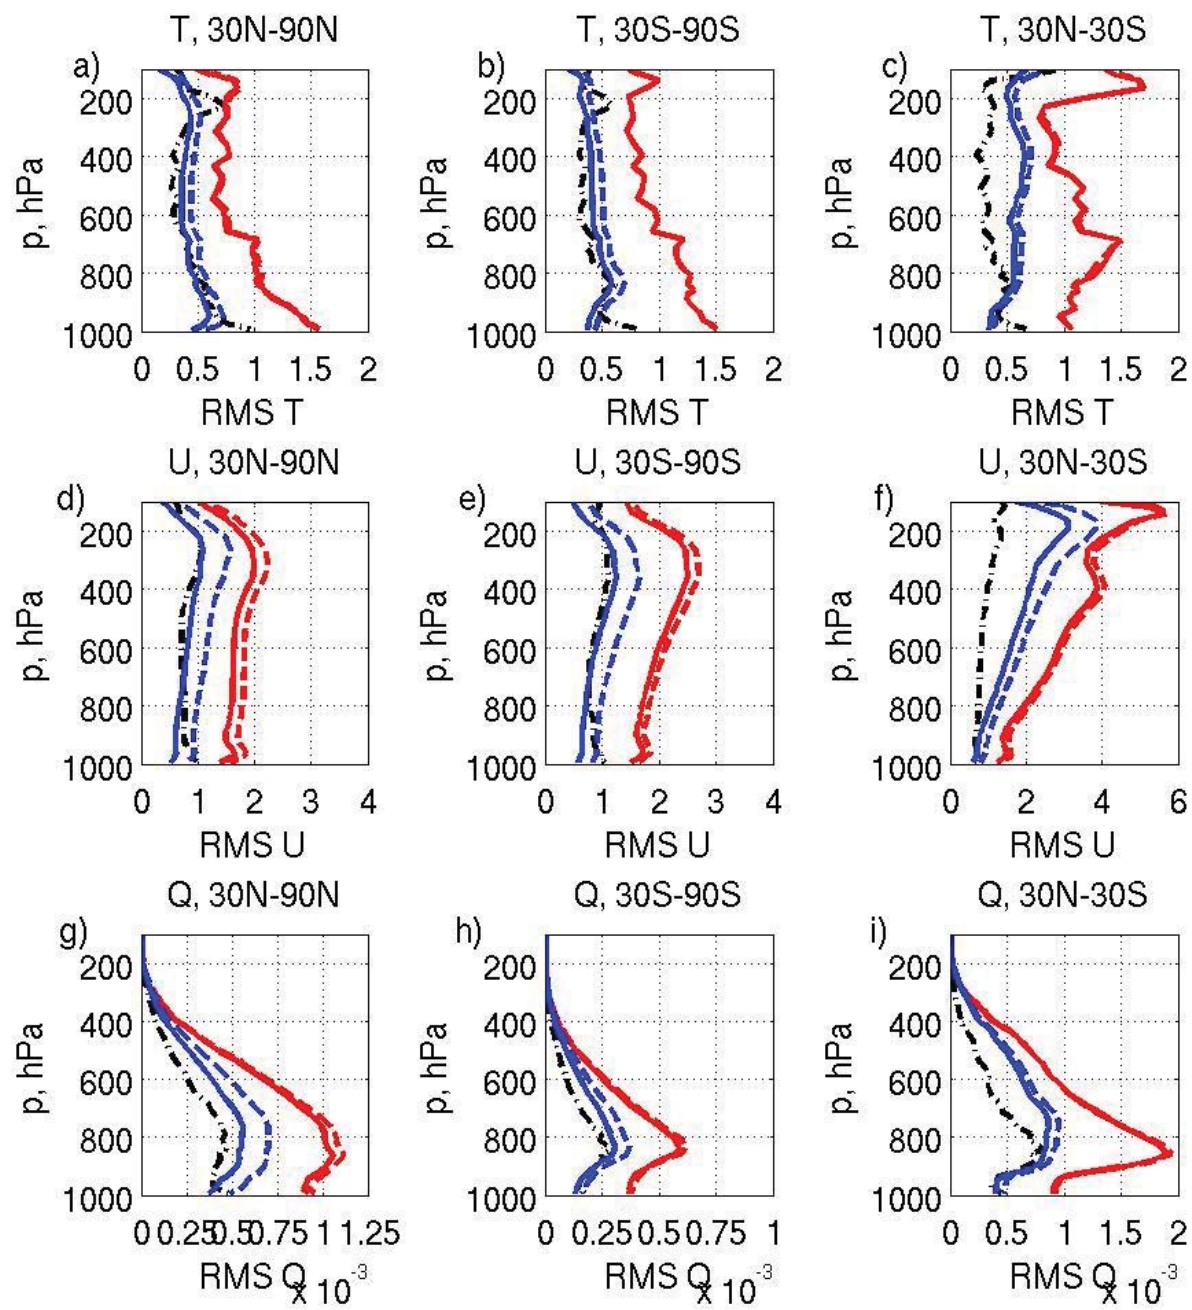 T, 30N-90N
T, 30S-90S
T, 30N-30S
a)
b)
c)
200
400
600
800
1000
p, hPa
0 0.5 1 1.5 2
RMS T
200
400
600
800
1000
p, hPa
0 0.5 1 1.5 2
RMS T
200
400
600
800
1000
p, hPa
0 0.5 1 1.5 2
RMS T
U, 30N-90N
U, 30S-90S
U, 30N-30S
d)
e)
f)
200
400
600
800
1000
p, hPa
0 1 2 3 4
RMS U
200
400
600
800
1000
p, hPa
0 1 2 3 4
RMS U
200
400
600
800
1000
p, hPa
0 2 4 6
RMS U
Q, 30N-90N
Q, 30S-90S
Q, 30N-30S
g)
h)
i)
200
400
600
800
1000
p, hPa
0 0.25 0.5 0.75 1 1.25
RMS Q
x 10⁻³
200
400
600
800
1000
p, hPa
0 0.25 0.5 0.75 1
RMS Q
x 10⁻³
200
400
600
800
1000
p, hPa
0 0.5 1 1.5 2
RMS Q
x 10⁻³